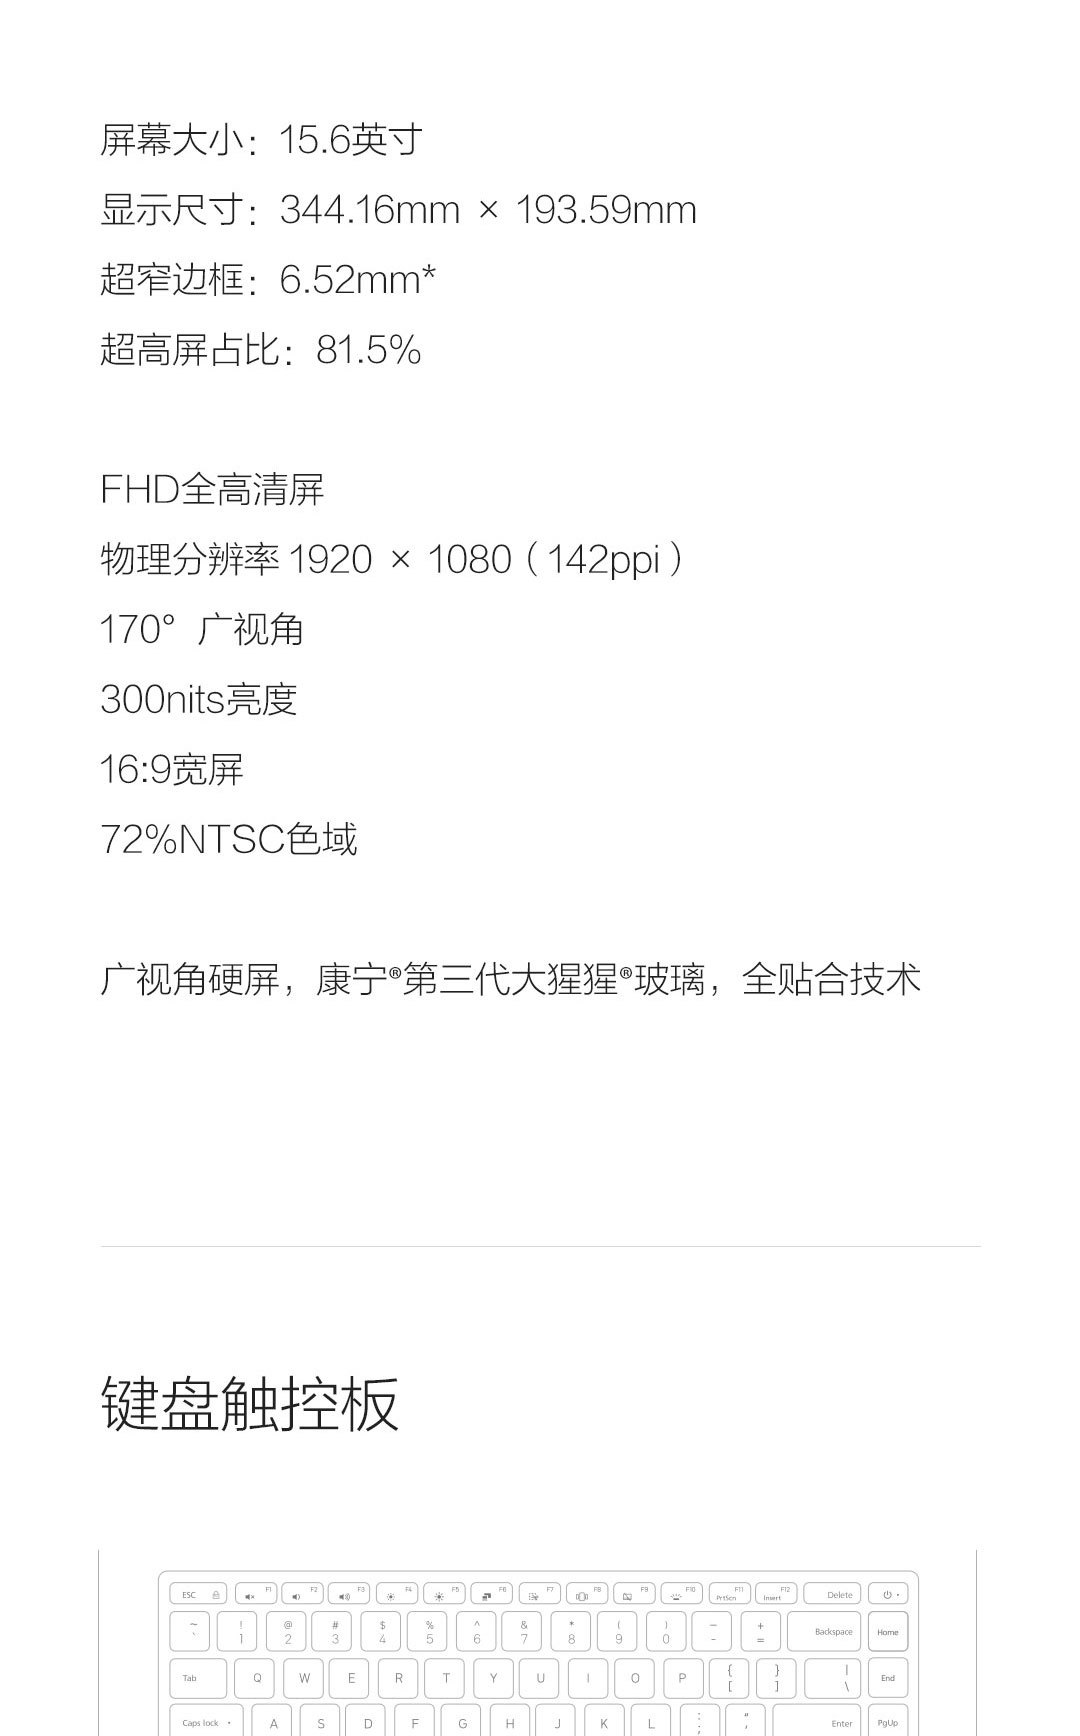 屏幕大小：15.6英寸
显示尺寸：344.16mm × 193.59mm
超窄边框：6.52mm*
超高屏占比：81.5%
FHD全高清屏
物理分辨率 1920 × 1080（142ppi）
170° 广视角
300nits亮度
16:9宽屏
72%NTSC色域
广视角硬屏，康宁®第三代大猩猩®玻璃，全贴合技术
键盘触控板
ESC F1 F2 F3 F4 F5 F6 F7 F8 F9 F10 F11 PrtScn F12 Insert Delete
~ ` ! 1 @ 2 # 3 $ 4 % 5 ^ 6 & 7 * 8 ( 9 ) 0 — - + = Backspace Home
Tab Q W E R T Y U I O P { [ } ] | \ End
Caps lock A S D F G H J K L : ; " ' Enter PgUp